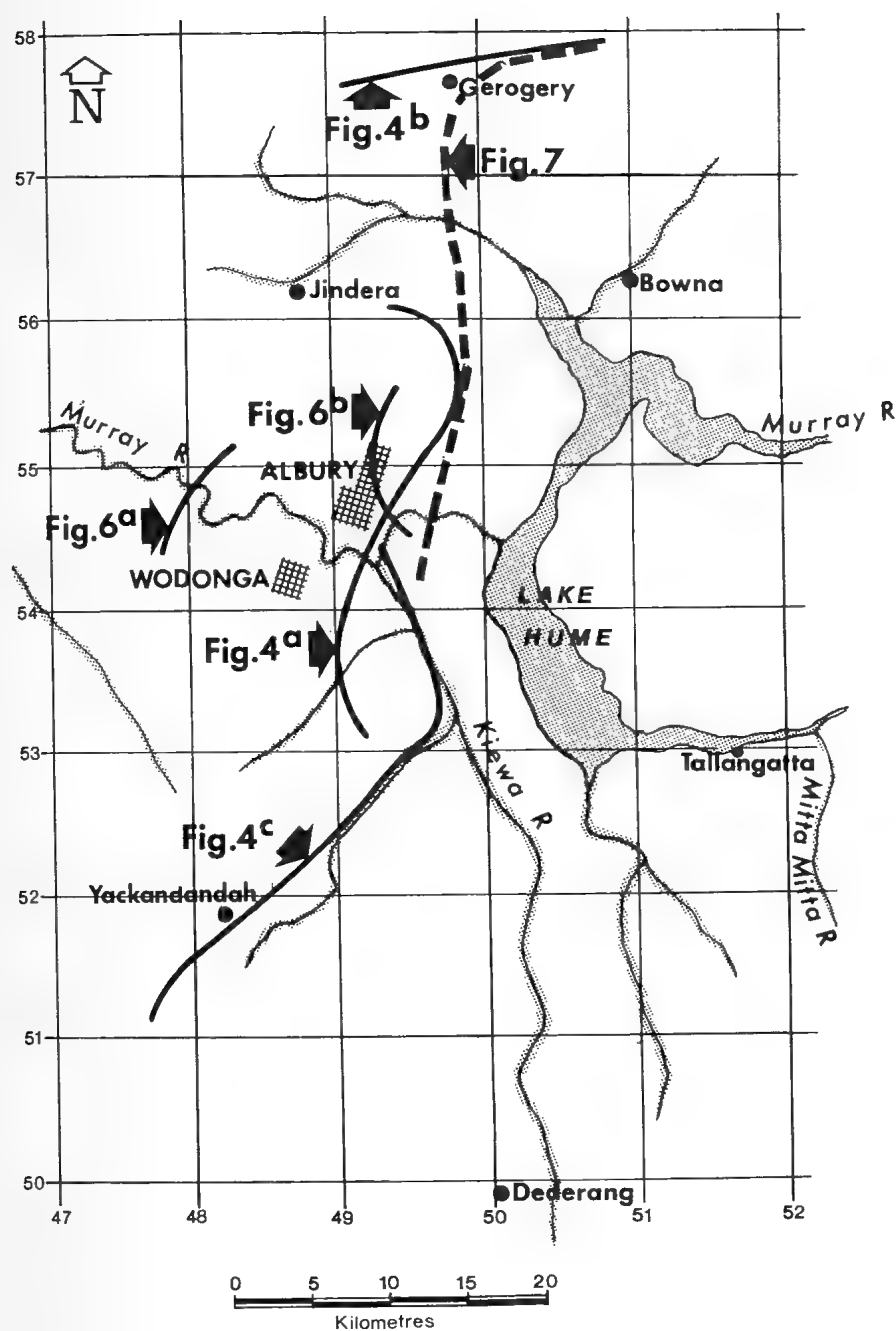 58
N
Gerogery
Fig.4b
Fig.7
57
Jindera
Bowna
56
Murray R
Fig.6b
Murray R
55
ALBURY
Fig.6a
WODONGA
LAKE
HUME
54
Fig.4a
53
Kiewa R
Tallangatta
Mitta Mitta R
Fig.4c
52
Yackandandah
51
50
Dederang
47 48 49 50 51 52
0 5 10 15 20
Kilometres